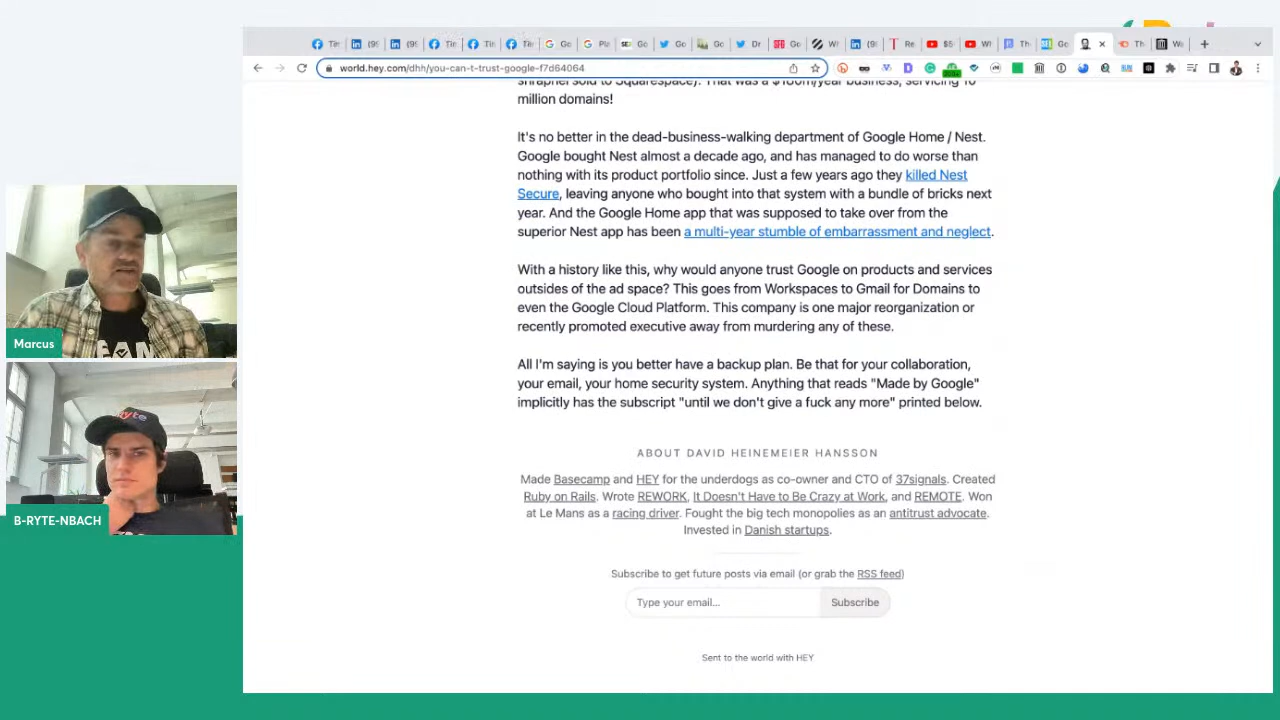 world.hey.com/dhh/you-can-t-trust-google-f7d64064
shrapnel sold to Squarespace). That was a $180m/year business, servicing 10
million domains!
It's no better in the dead-business-walking department of Google Home / Nest.
Google bought Nest almost a decade ago, and has managed to do worse than
nothing with its product portfolio since. Just a few years ago they killed Nest
Secure, leaving anyone who bought into that system with a bundle of bricks next
year. And the Google Home app that was supposed to take over from the
superior Nest app has been a multi-year stumble of embarrassment and neglect.
With a history like this, why would anyone trust Google on products and services
outsides of the ad space? This goes from Workspaces to Gmail for Domains to
even the Google Cloud Platform. This company is one major reorganization or
recently promoted executive away from murdering any of these.
All I'm saying is you better have a backup plan. Be that for your collaboration,
your email, your home security system. Anything that reads "Made by Google"
implicitly has the subscript "until we don't give a fuck any more" printed below.
ABOUT DAVID HEINEMEIER HANSSON
Made Basecamp and HEY for the underdogs as co-owner and CTO of 37signals. Created
Ruby on Rails. Wrote REWORK, It Doesn't Have to Be Crazy at Work, and REMOTE. Won
at Le Mans as a racing driver. Fought the big tech monopolies as an antitrust advocate.
Invested in Danish startups.
Subscribe to get future posts via email (or grab the RSS feed)
Type your email...
Subscribe
Sent to the world with HEY
Marcus
B-RYTE-NBACH